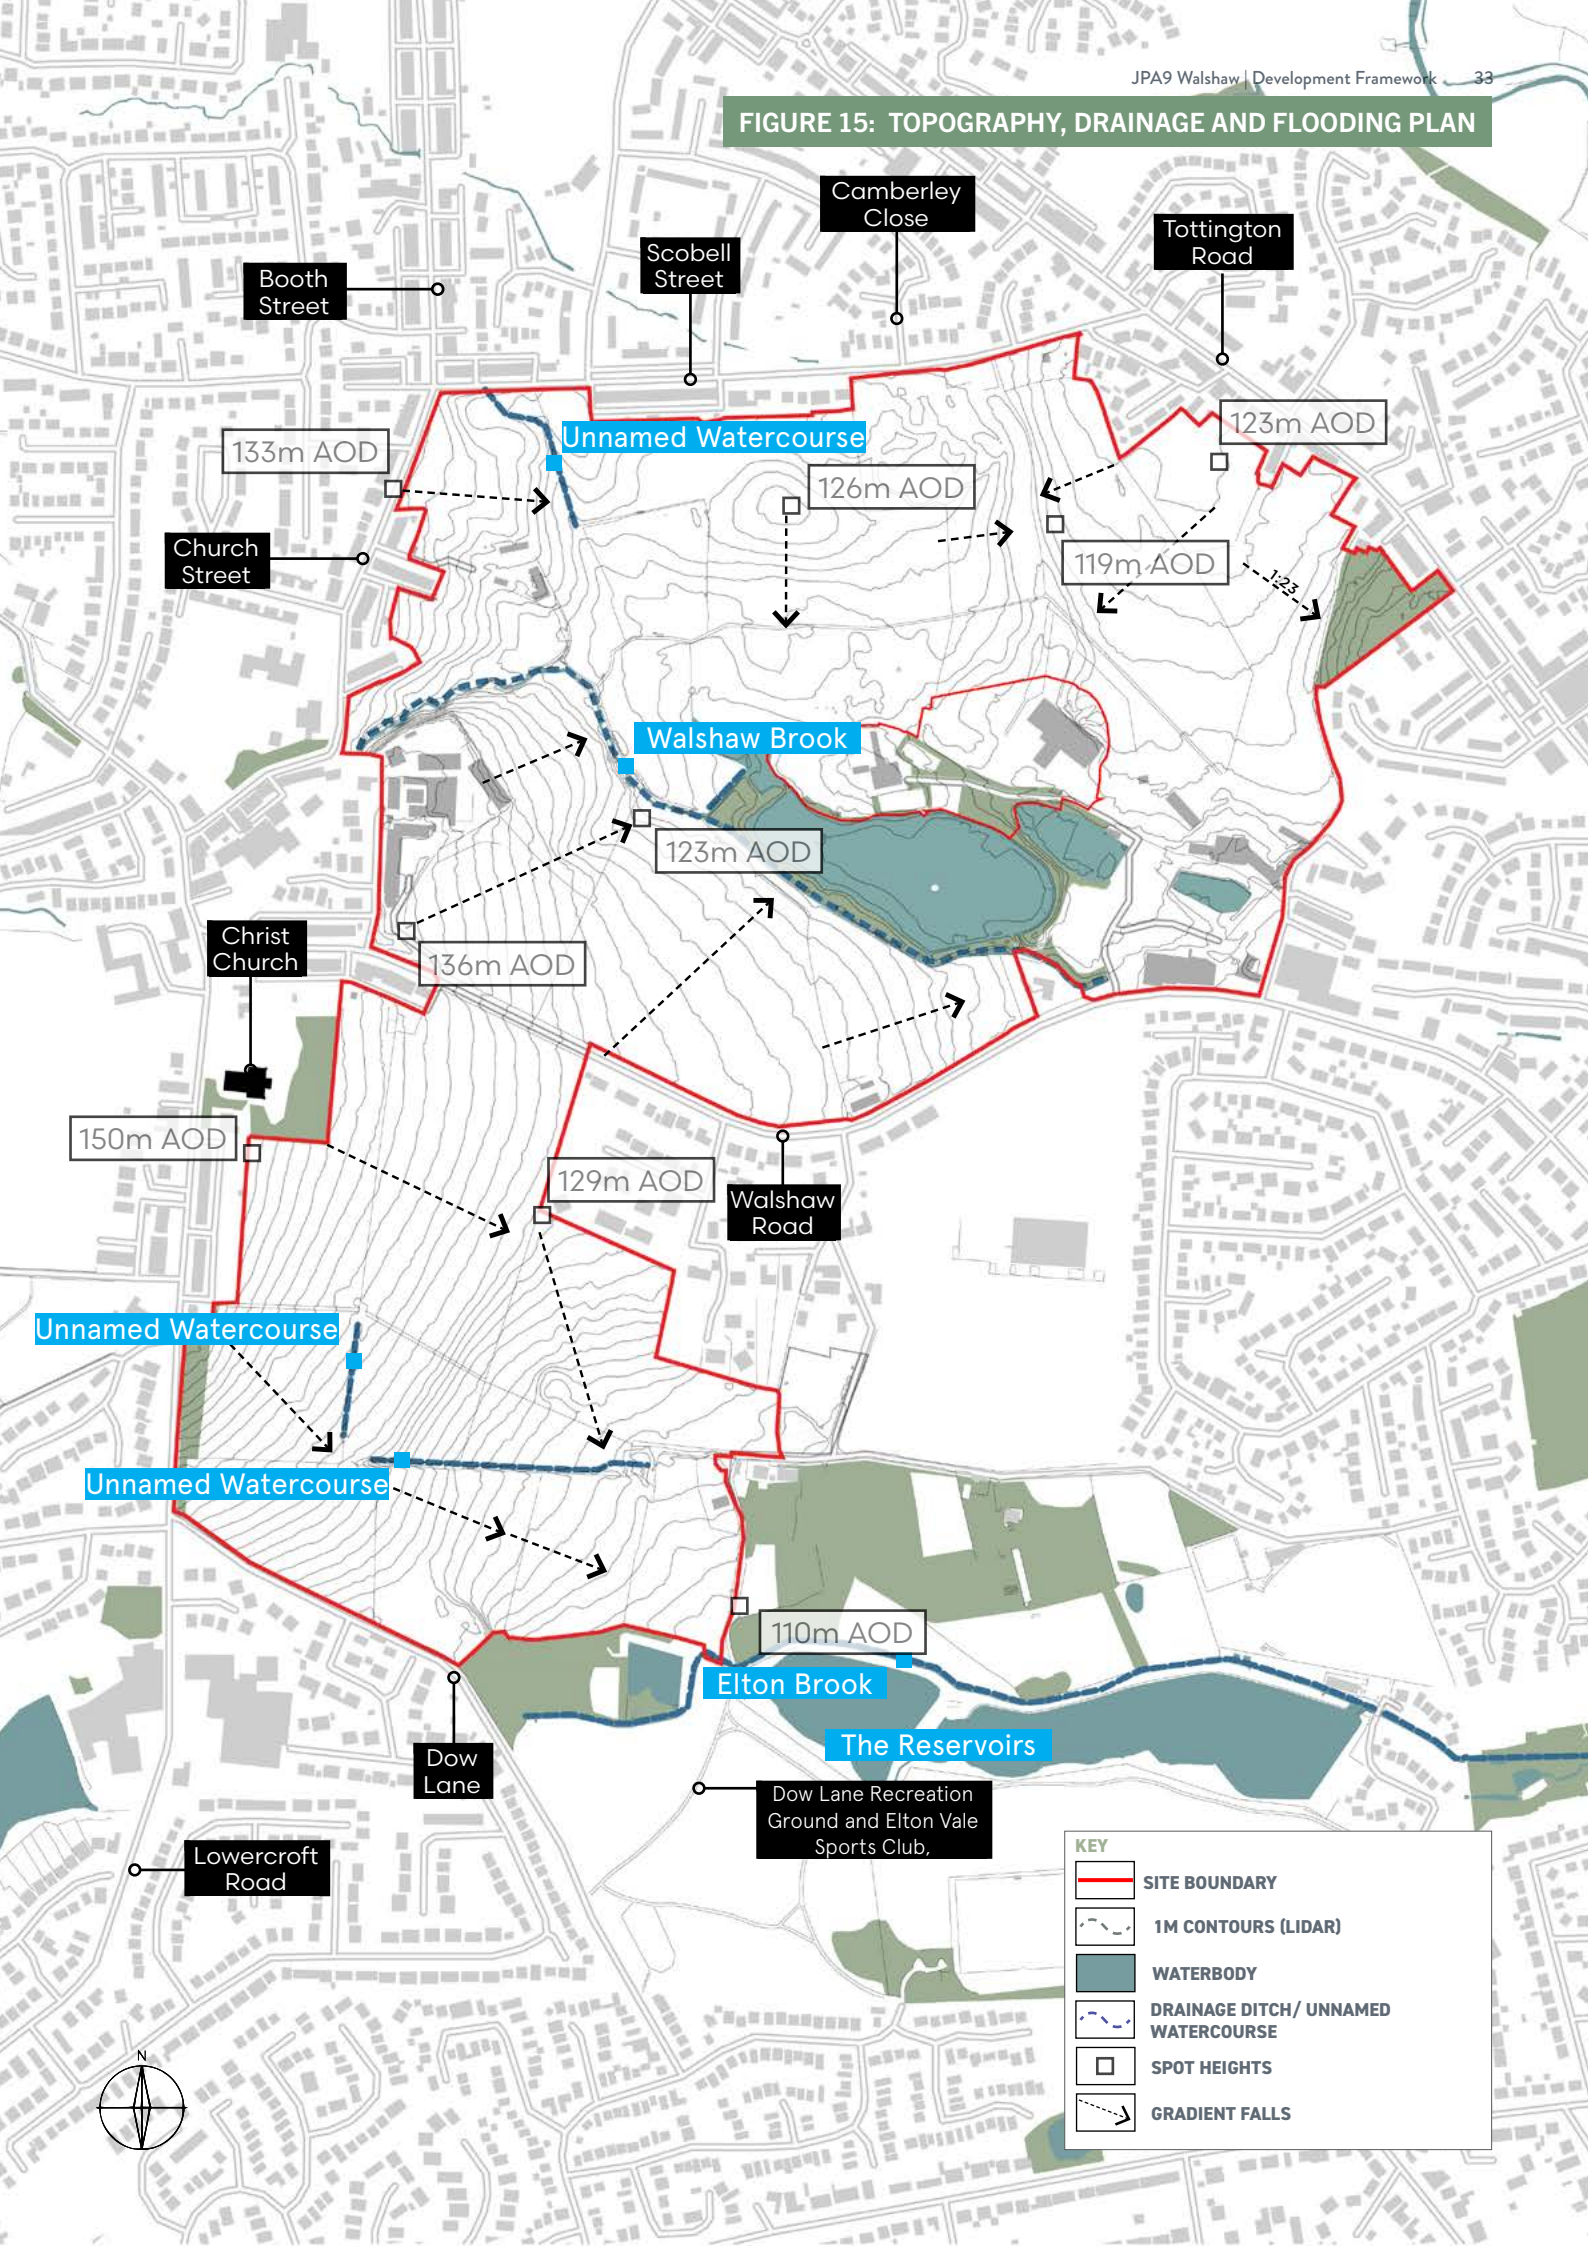 JPA9 Walshaw | Development Framework 33
FIGURE 15: TOPOGRAPHY, DRAINAGE AND FLOODING PLAN
Camberley
Close
Tottington
Road
Scobell
Street
Booth
Street
123m AOD
Unnamed Watercourse
133m AOD
126m AOD
Church
Street
119m AOD
1:23
Walshaw Brook
123m AOD
Christ
Church
136m AOD
150m AOD
129m AOD
Walshaw
Road
Unnamed Watercourse
Unnamed Watercourse
110m AOD
Elton Brook
The Reservoirs
Dow
Lane
Dow Lane Recreation
Ground and Elton Vale
Sports Club,
Lowercroft
Road
KEY
SITE BOUNDARY
1M CONTOURS (LIDAR)
WATERBODY
DRAINAGE DITCH/ UNNAMED
WATERCOURSE
SPOT HEIGHTS
GRADIENT FALLS
N